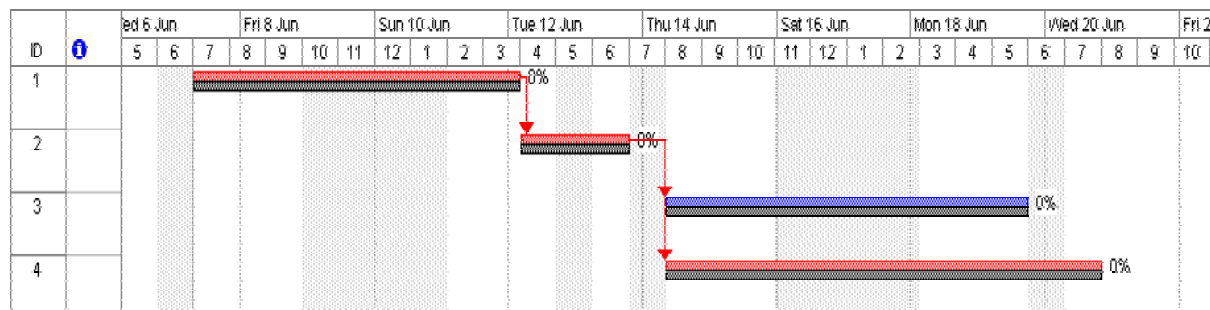 ed 6 Jun Fri 8 Jun Sun 10 Jun Tue 12 Jun Thu 14 Jun Sat 16 Jun Mon 18 Jun Wed 20 Jun Fri 2
ID i 5 6 7 8 9 10 11 12 1 2 3 4 5 6 7 8 9 10 11 12 1 2 3 4 5 6 7 8 9 10
1 0%
2 0%
3 0%
4 0%